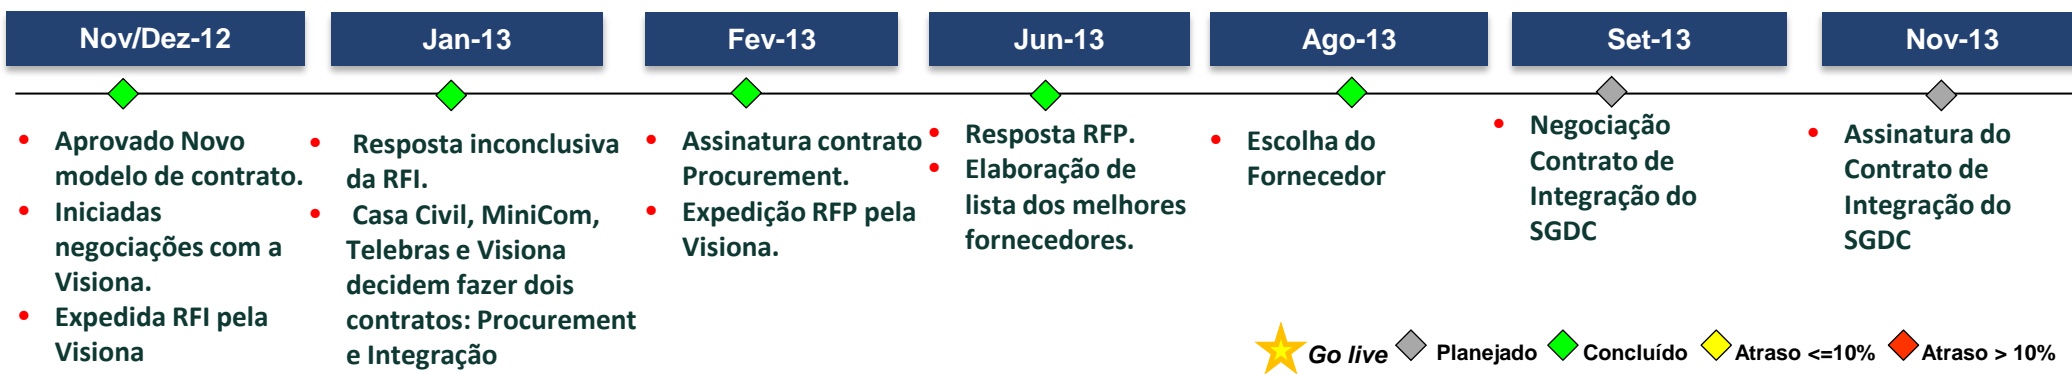 Nov/Dez-12
Jan-13
Fev-13
Jun-13
Ago-13
Set-13
Nov-13
• Aprovado Novo
modelo de contrato.
• Iniciadas
negociações com a
Visiona.
• Expedida RFI pela
Visiona
• Resposta inconclusiva
da RFI.
• Casa Civil, MiniCom,
Telebras e Visiona
decidem fazer dois
contratos: Procurement
e Integração
• Assinatura contrato
Procurement.
• Expedição RFP pela
Visiona.
• Resposta RFP.
• Elaboração de
lista dos melhores
fornecedores.
• Escolha do
Fornecedor
• Negociação
Contrato de
Integração do
SGDC
• Assinatura do
Contrato de
Integração do
SGDC
Go live
Planejado
Concluído
Atraso <=10%
Atraso > 10%